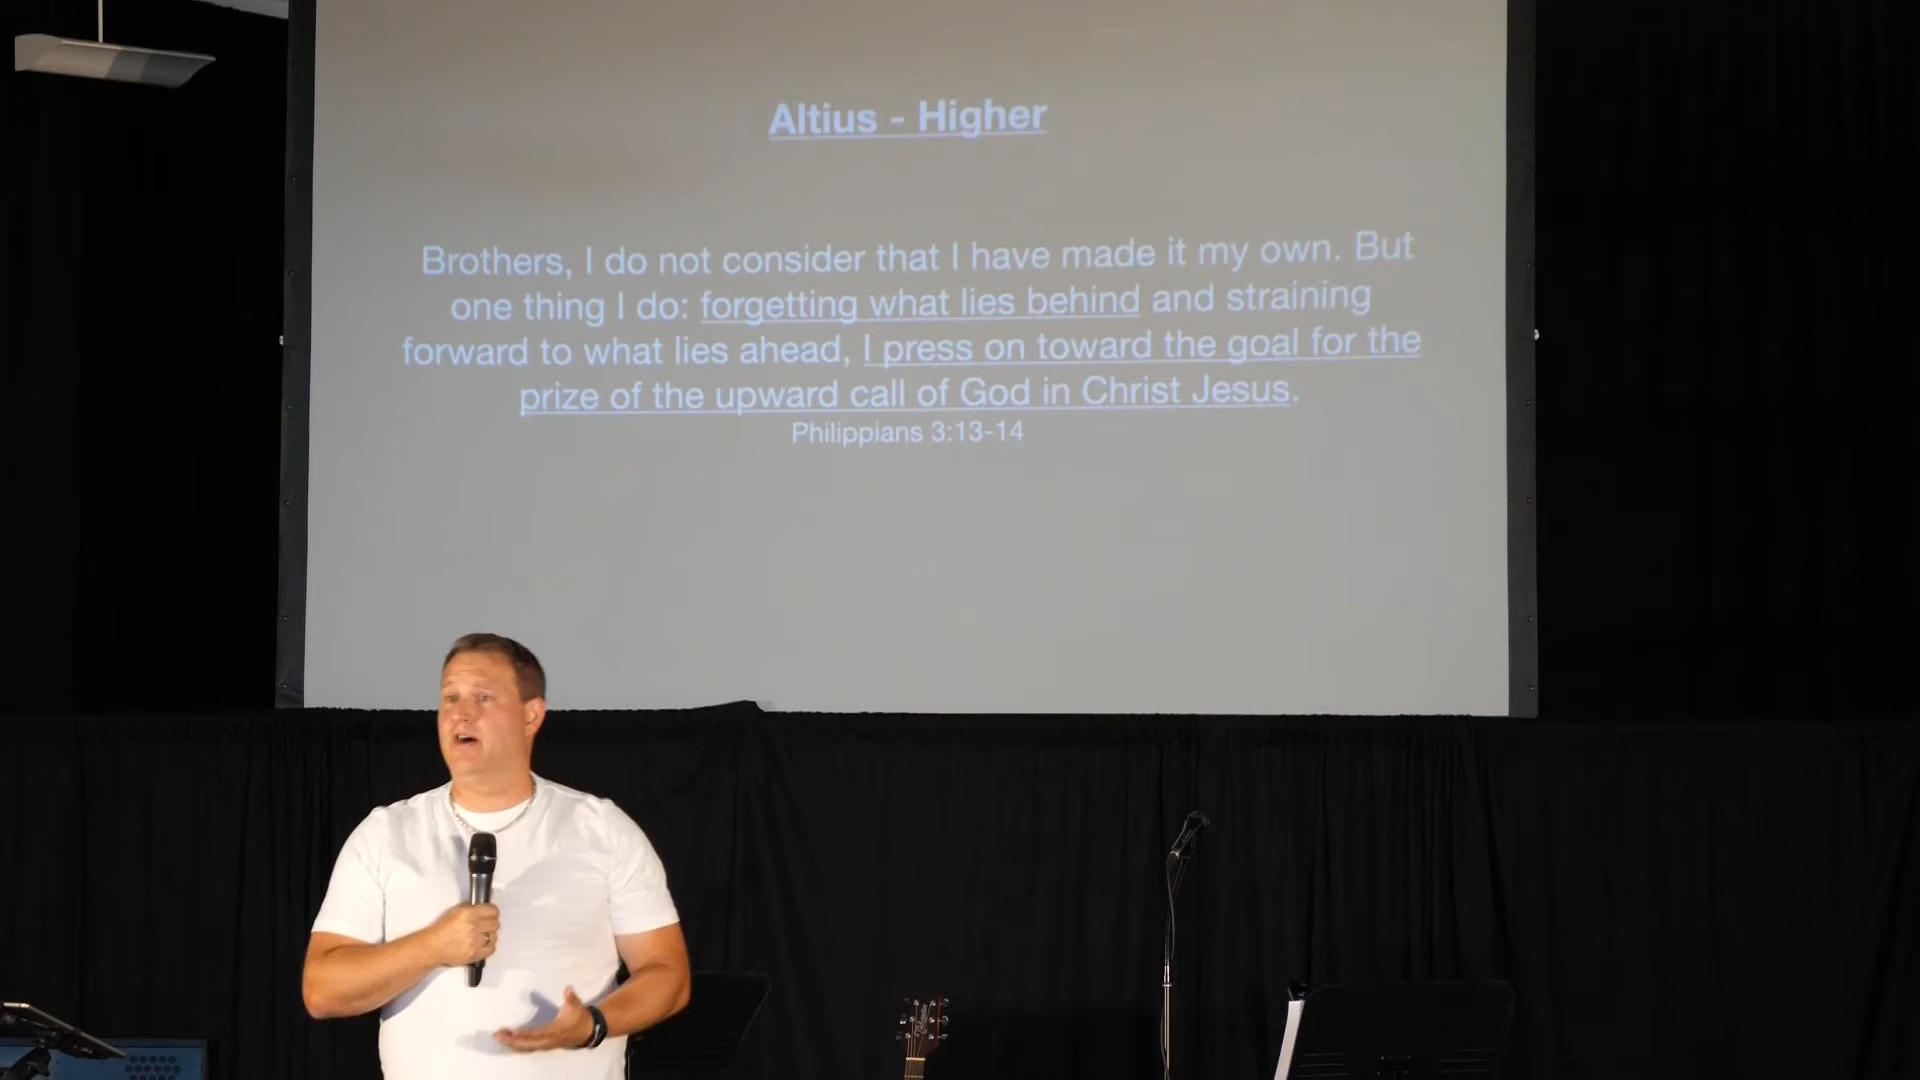 Altius - Higher
Brothers, I do not consider that I have made it my own. But
one thing I do: forgetting what lies behind and straining
forward to what lies ahead, I press on toward the goal for the
prize of the upward call of God in Christ Jesus.
Philippians 3:13-14